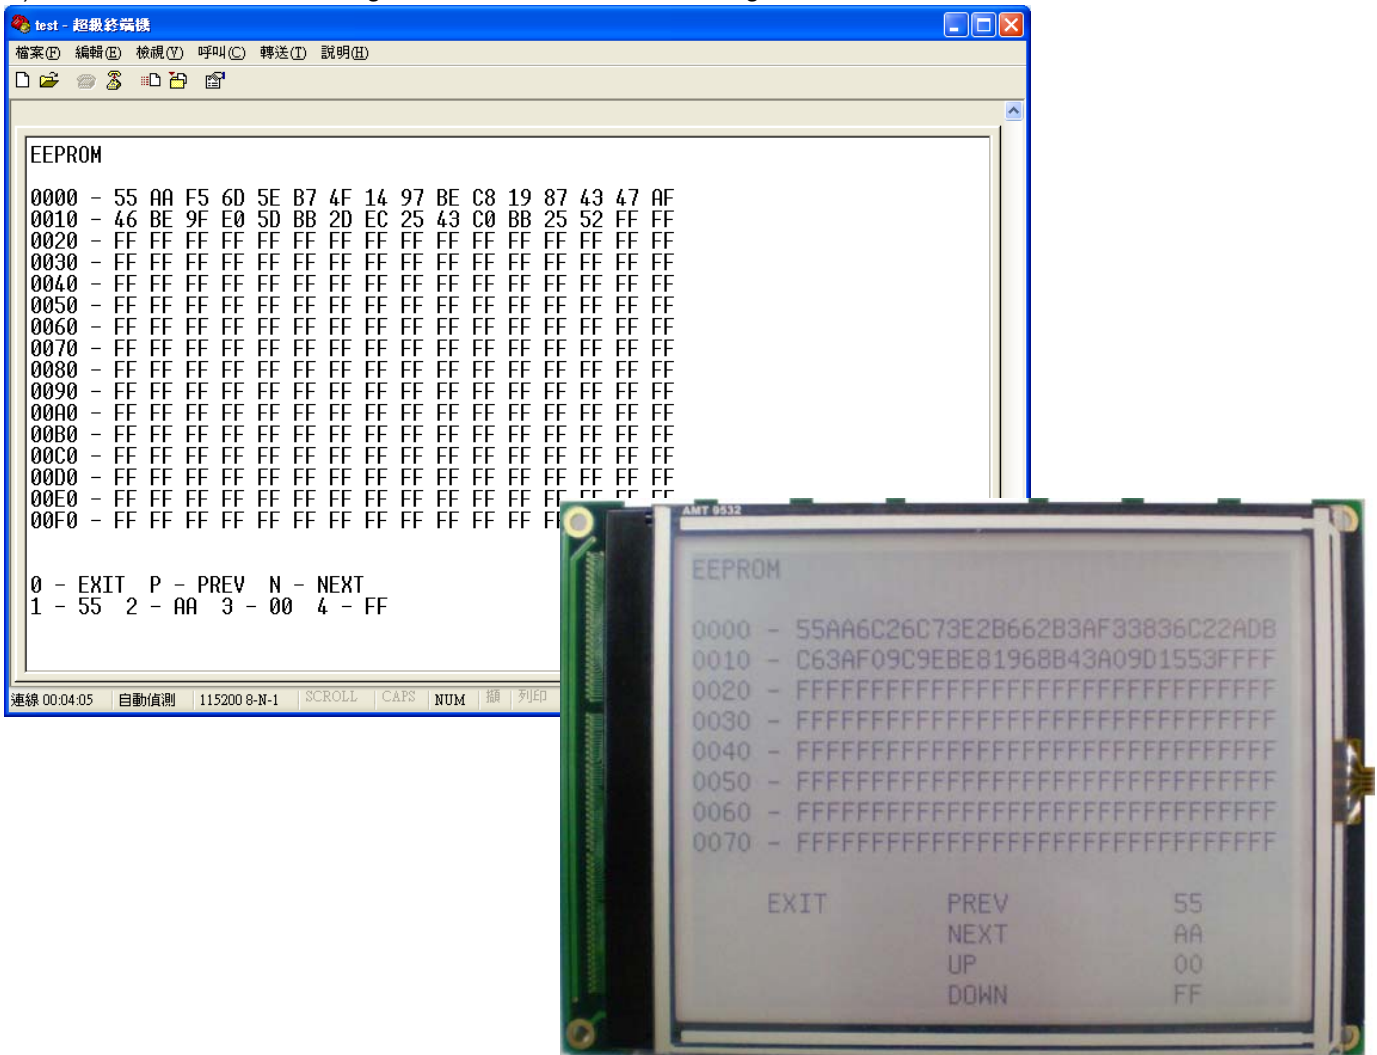 test - 超級終端機
檔案(F) 編輯(E) 檢視(V) 呼叫(C) 轉送(T) 說明(H)
EEPROM
0000 - 55 AA F5 6D 5E B7 4F 14 97 BE C8 19 87 43 47 AF
0010 - 46 BE 9F E0 5D BB 2D EC 25 43 C0 BB 25 52 FF FF
0020 - FF FF FF FF FF FF FF FF FF FF FF FF FF FF FF FF
0030 - FF FF FF FF FF FF FF FF FF FF FF FF FF FF FF FF
0040 - FF FF FF FF FF FF FF FF FF FF FF FF FF FF FF FF
0050 - FF FF FF FF FF FF FF FF FF FF FF FF FF FF FF FF
0060 - FF FF FF FF FF FF FF FF FF FF FF FF FF FF FF FF
0070 - FF FF FF FF FF FF FF FF FF FF FF FF FF FF FF FF
0080 - FF FF FF FF FF FF FF FF FF FF FF FF FF FF FF FF
0090 - FF FF FF FF FF FF FF FF FF FF FF FF FF FF FF FF
00A0 - FF FF FF FF FF FF FF FF FF FF FF FF FF FF FF FF
00B0 - FF FF FF FF FF FF FF FF FF FF FF FF FF FF FF FF
00C0 - FF FF FF FF FF FF FF FF FF FF FF FF FF FF FF FF
00D0 - FF FF FF FF FF FF FF FF FF FF FF FF FF FF FF FF
00E0 - FF FF FF FF FF FF FF FF FF FF FF FF FF FF FF FF
00F0 - FF FF FF FF FF FF FF FF FF FF FF FF F
0 - EXIT P - PREV N - NEXT
1 - 55 2 - AA 3 - 00 4 - FF
連線 00:04:05 自動偵測 115200 8-N-1 SCROLL CAPS NUM 擷 列印
AMT 9532
EEPROM
0000 - 55AA6C26C73E2B662B3AF33836C22ADB
0010 - C63AF09C9EBE81968B43A09D1553FFFF
0020 - FFFFFFFFFFFFFFFFFFFFFFFFFFFFFFFF
0030 - FFFFFFFFFFFFFFFFFFFFFFFFFFFFFFFF
0040 - FFFFFFFFFFFFFFFFFFFFFFFFFFFFFFFF
0050 - FFFFFFFFFFFFFFFFFFFFFFFFFFFFFFFF
0060 - FFFFFFFFFFFFFFFFFFFFFFFFFFFFFFFF
0070 - FFFFFFFFFFFFFFFFFFFFFFFFFFFFFFFF
EXIT PREV 55
NEXT AA
UP 00
DOWN FF